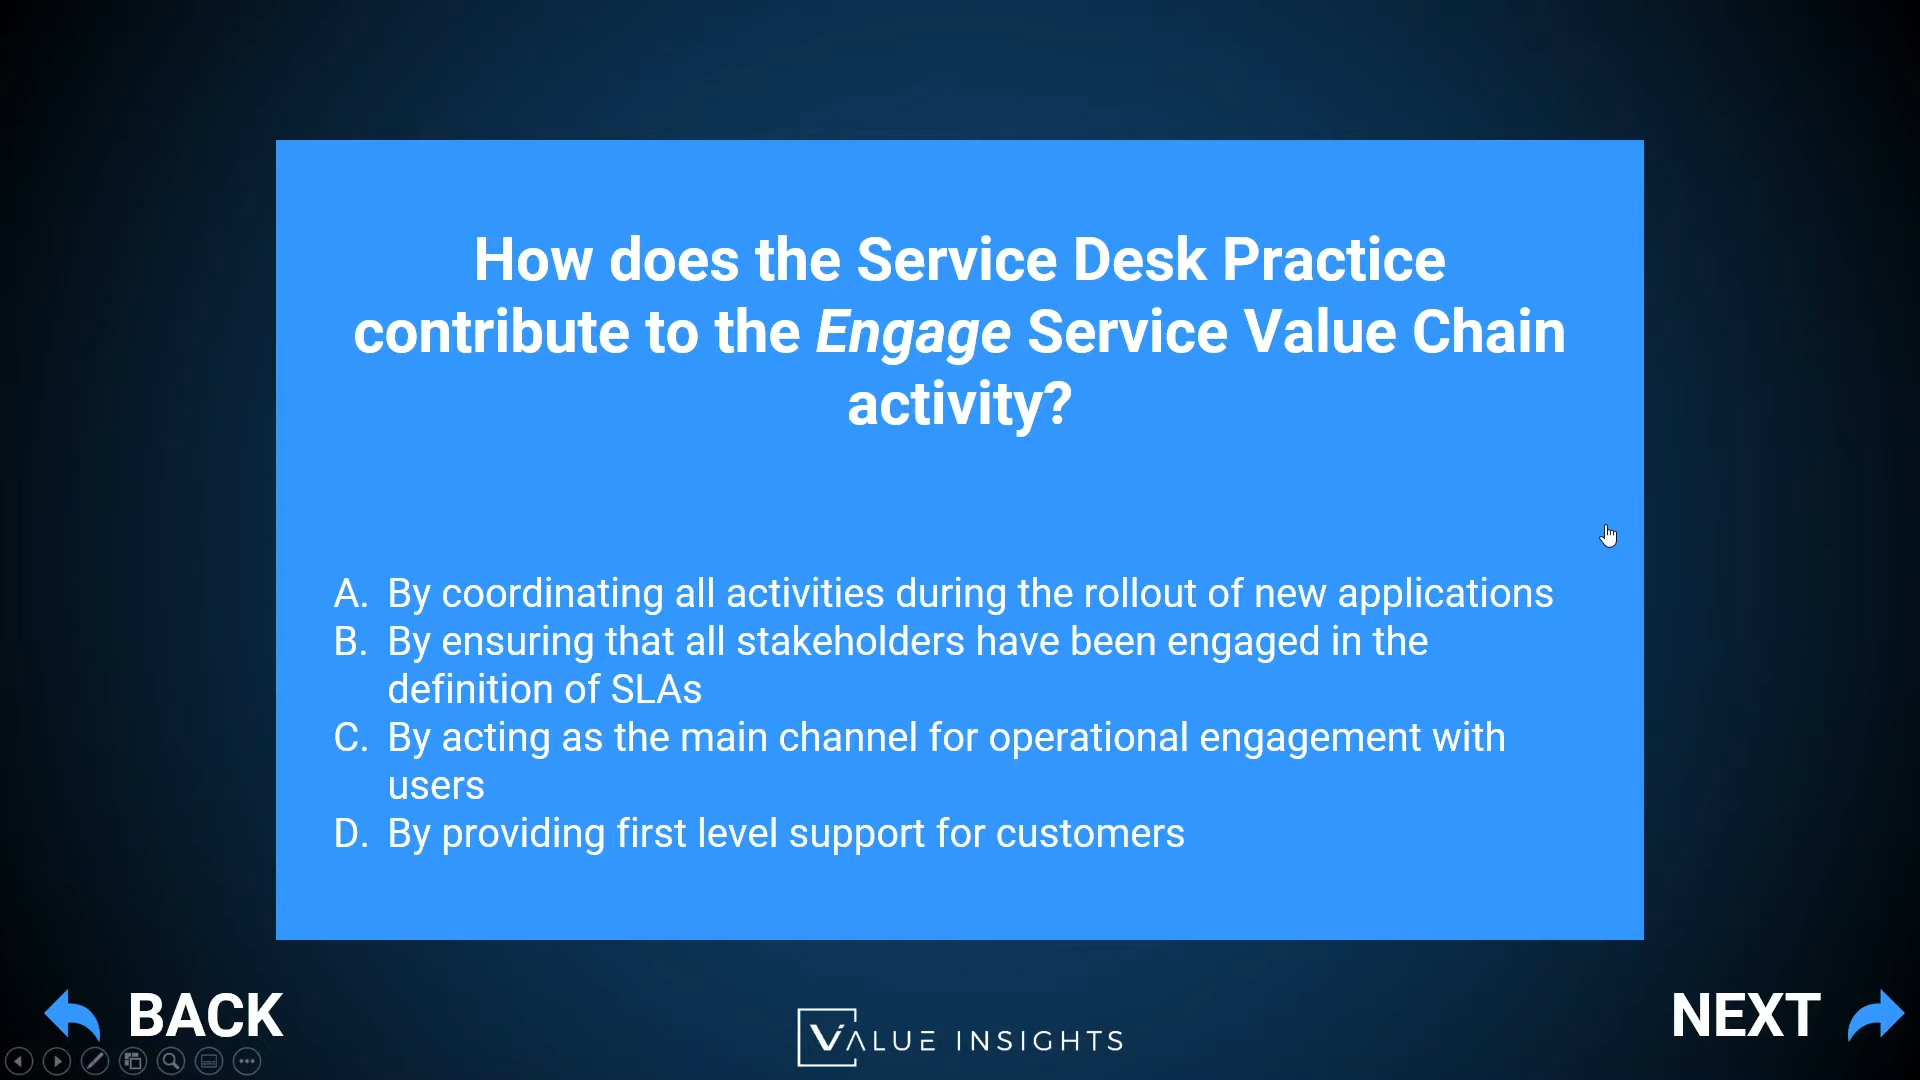 How does the Service Desk Practice
contribute to the Engage Service Value Chain
activity?
A. By coordinating all activities during the rollout of new applications
B. By ensuring that all stakeholders have been engaged in the
definition of SLAs
C. By acting as the main channel for operational engagement with
users
D. By providing first level support for customers
BACK
VALUE INSIGHTS
NEXT